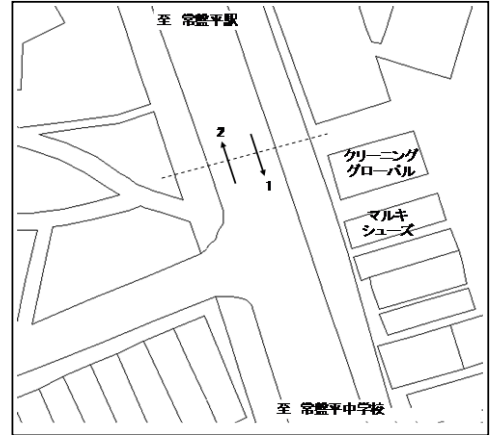 至 常盤平駅
2
1
クリーニング
グローバル
マルキ
シューズ
至 常盤平中学校